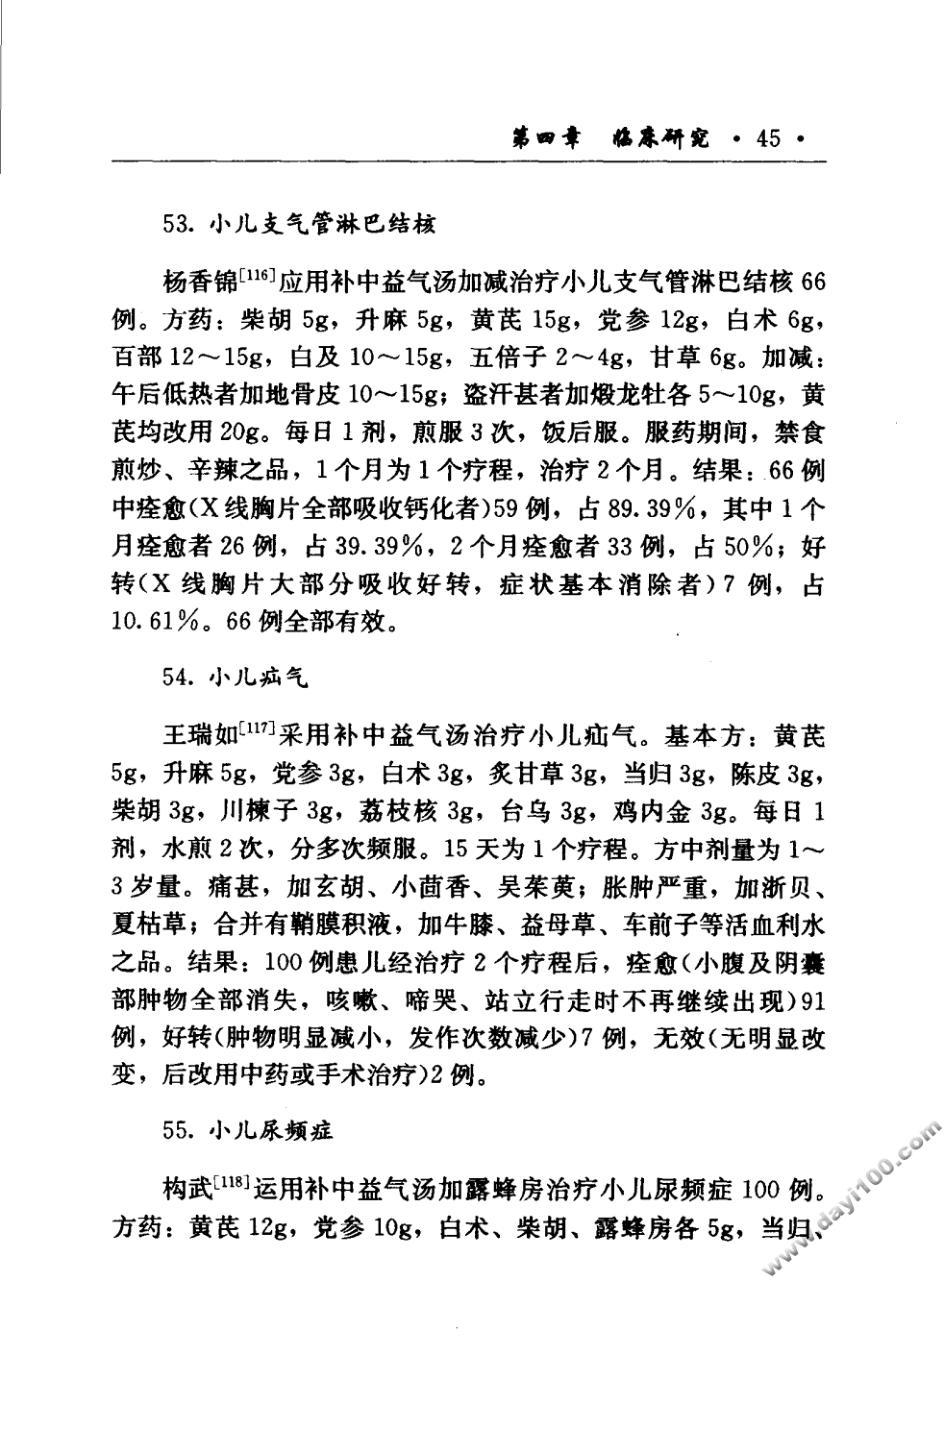 第四章 临床研究 · 45 ·
53. 小儿支气管淋巴结核
杨香锦[116]应用补中益气汤加减治疗小儿支气管淋巴结核 66
例。方药：柴胡 5g，升麻 5g，黄芪 15g，党参 12g，白术 6g，
百部 12～15g，白及 10～15g，五倍子 2～4g，甘草 6g。加减：
午后低热者加地骨皮 10～15g；盗汗甚者加煅龙牡各 5～10g，黄
芪均改用 20g。每日 1 剂，煎服 3 次，饭后服。服药期间，禁食
煎炒、辛辣之品，1 个月为 1 个疗程，治疗 2 个月。结果：66 例
中痊愈(X 线胸片全部吸收钙化者)59 例，占 89.39％，其中 1 个
月痊愈者 26 例，占 39.39％，2 个月痊愈者 33 例，占 50％；好
转(X 线胸片大部分吸收好转，症状基本消除者)7 例，占
10.61％。66 例全部有效。
54. 小儿疝气
王瑞如[117]采用补中益气汤治疗小儿疝气。基本方：黄芪
5g，升麻 5g，党参 3g，白术 3g，炙甘草 3g，当归 3g，陈皮 3g，
柴胡 3g，川楝子 3g，荔枝核 3g，台乌 3g，鸡内金 3g。每日 1
剂，水煎 2 次，分多次频服。15 天为 1 个疗程。方中剂量为 1～
3 岁量。痛甚，加玄胡、小茴香、吴茱萸；胀肿严重，加浙贝、
夏枯草；合并有鞘膜积液，加牛膝、益母草、车前子等活血利水
之品。结果：100 例患儿经治疗 2 个疗程后，痊愈(小腹及阴囊
部肿物全部消失，咳嗽、啼哭、站立行走时不再继续出现)91
例，好转(肿物明显减小，发作次数减少)7 例，无效(无明显改
变，后改用中药或手术治疗)2 例。
55. 小儿尿频症
构武[118]运用补中益气汤加露蜂房治疗小儿尿频症 100 例。
方药：黄芪 12g，党参 10g，白术、柴胡、露蜂房各 5g，当归、
www.dayi100.com